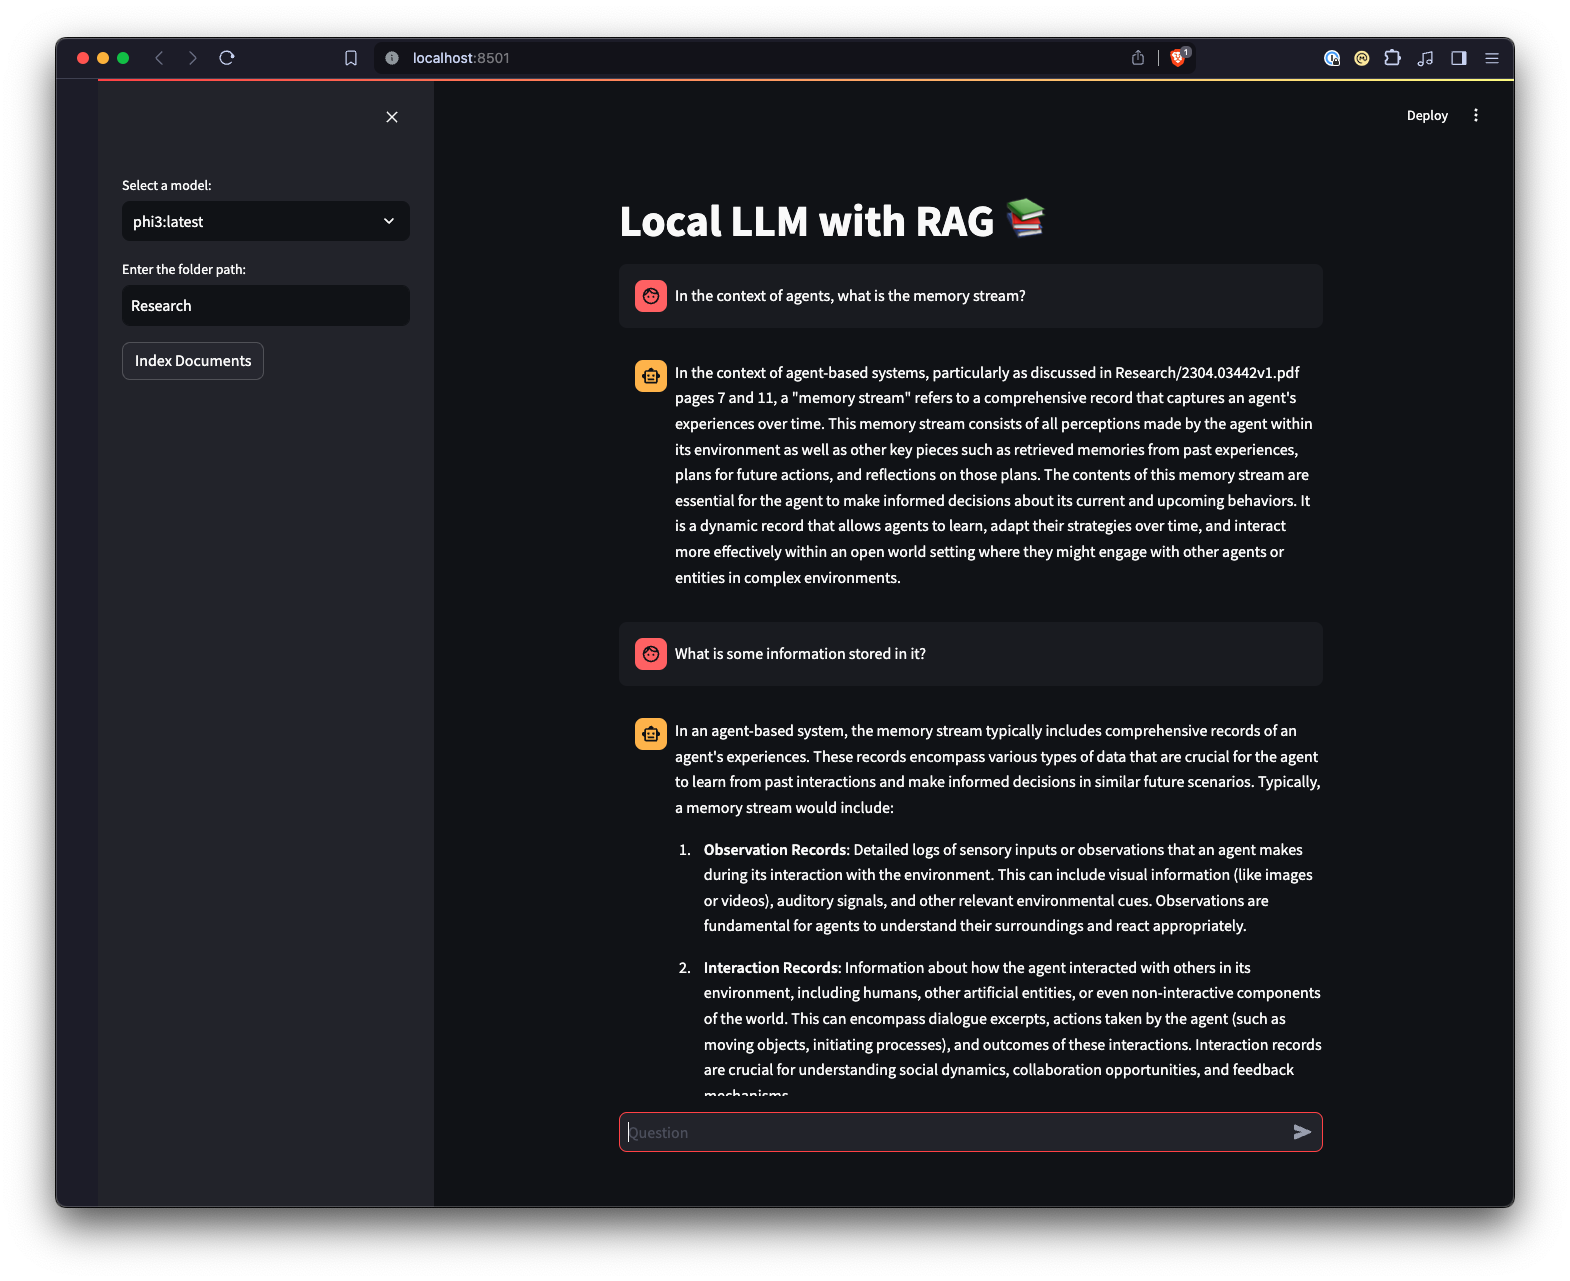 localhost:8501
1
Deploy
Select a model:
phi3:latest
Enter the folder path:
Research
Index Documents
Local LLM with RAG
In the context of agents, what is the memory stream?
In the context of agent-based systems, particularly as discussed in Research/2304.03442v1.pdf
pages 7 and 11, a "memory stream" refers to a comprehensive record that captures an agent's
experiences over time. This memory stream consists of all perceptions made by the agent within
its environment as well as other key pieces such as retrieved memories from past experiences,
plans for future actions, and reflections on those plans. The contents of this memory stream are
essential for the agent to make informed decisions about its current and upcoming behaviors. It
is a dynamic record that allows agents to learn, adapt their strategies over time, and interact
more effectively within an open world setting where they might engage with other agents or
entities in complex environments.
What is some information stored in it?
In an agent-based system, the memory stream typically includes comprehensive records of an
agent's experiences. These records encompass various types of data that are crucial for the agent
to learn from past interactions and make informed decisions in similar future scenarios. Typically,
a memory stream would include:
1. Observation Records: Detailed logs of sensory inputs or observations that an agent makes
during its interaction with the environment. This can include visual information (like images
or videos), auditory signals, and other relevant environmental cues. Observations are
fundamental for agents to understand their surroundings and react appropriately.
2. Interaction Records: Information about how the agent interacted with others in its
environment, including humans, other artificial entities, or even non-interactive components
of the world. This can encompass dialogue excerpts, actions taken by the agent (such as
moving objects, initiating processes), and outcomes of these interactions. Interaction records
are crucial for understanding social dynamics, collaboration opportunities, and feedback
mechanisms.
Question